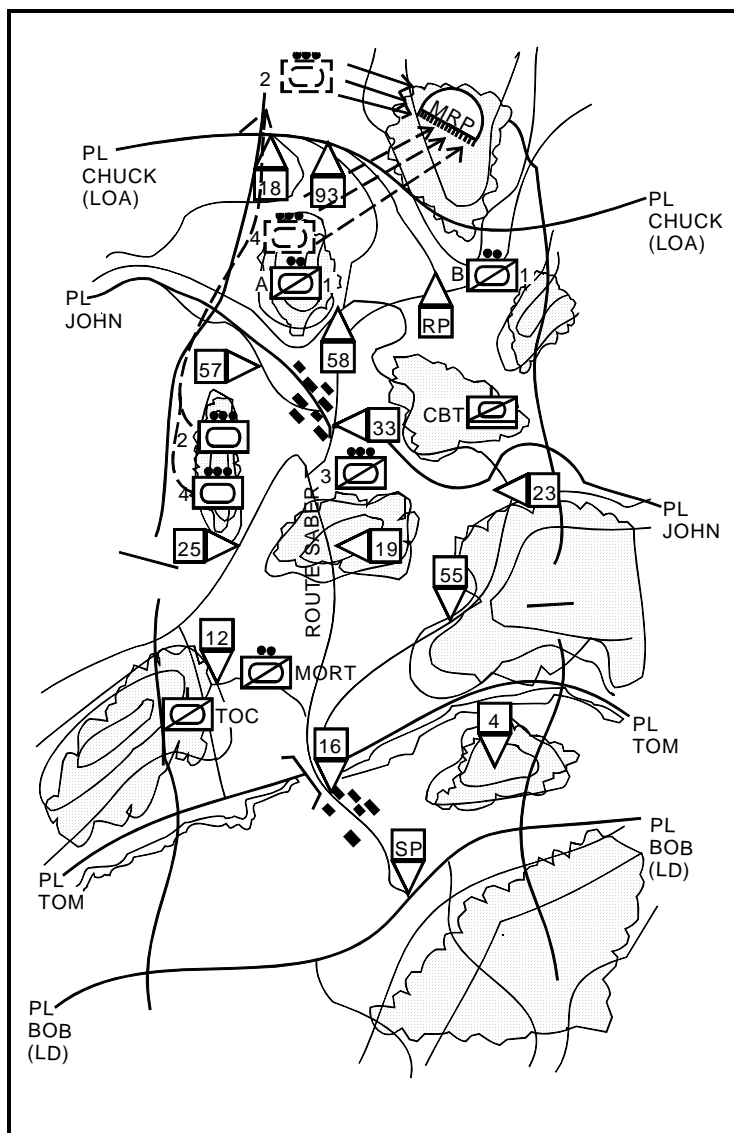 2
MRP
PL
CHUCK
(LOA)
18
93
PL
CHUCK
(LOA)
4
A
1
B
1
PL
JOHN
RP
58
57
CBT
33
2
3
4
23
PL
JOHN
25
19
ROUTE SABER
55
12
MORT
TOC
4
PL
TOM
16
PL
BOB
(LD)
SP
PL
TOM
PL
BOB
(LD)